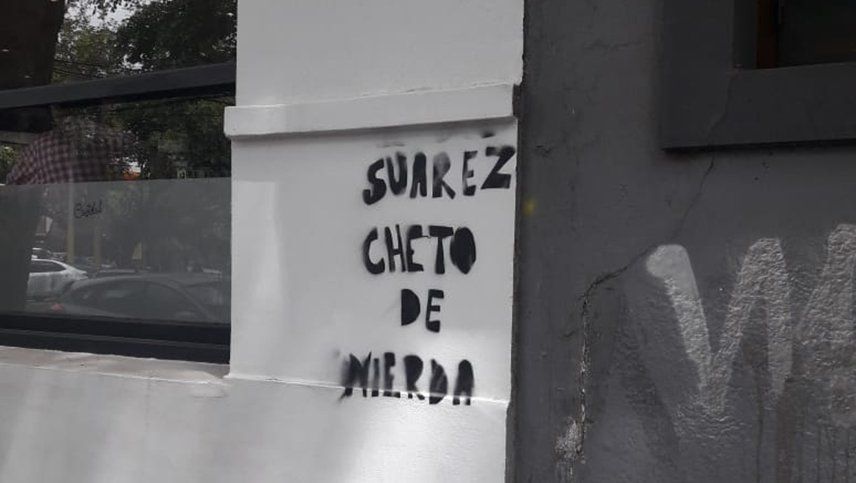 SUAREZ
CHETO
DE
MIERDA